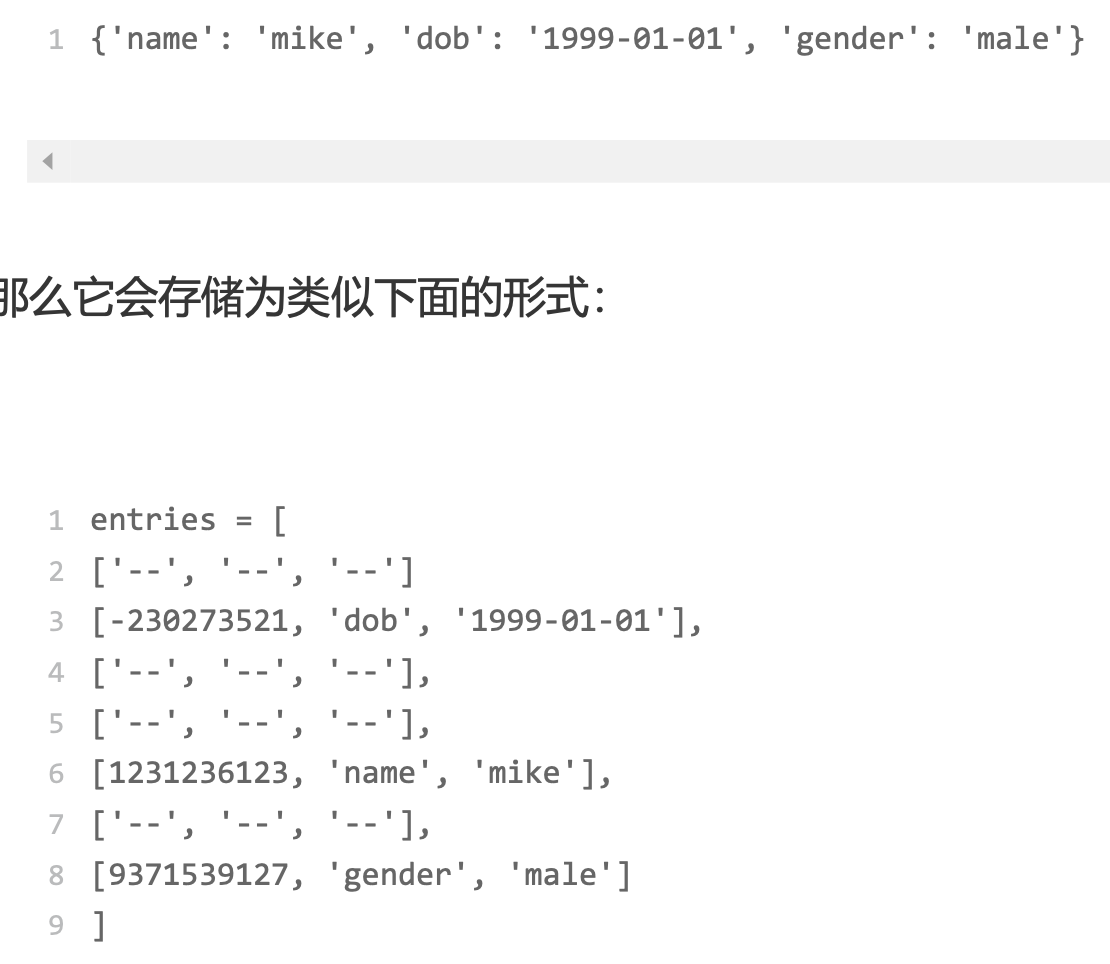 1 {'name': 'mike', 'dob': '1999-01-01', 'gender': 'male'}
那么它会存储为类似下面的形式：
1 entries = [
2 ['--', '--', '--']
3 [-230273521, 'dob', '1999-01-01'],
4 ['--', '--', '--'],
5 ['--', '--', '--'],
6 [1231236123, 'name', 'mike'],
7 ['--', '--', '--'],
8 [9371539127, 'gender', 'male']
9 ]